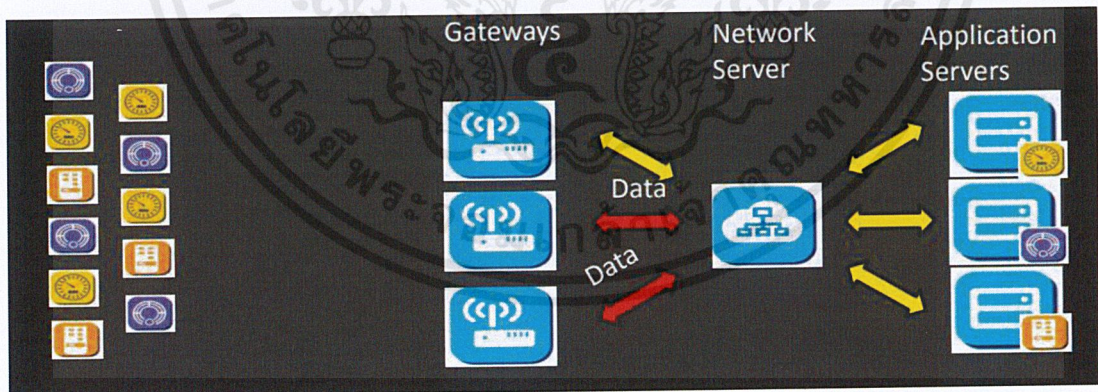 Gateways
Network
Server
Application
Servers
Data
Data